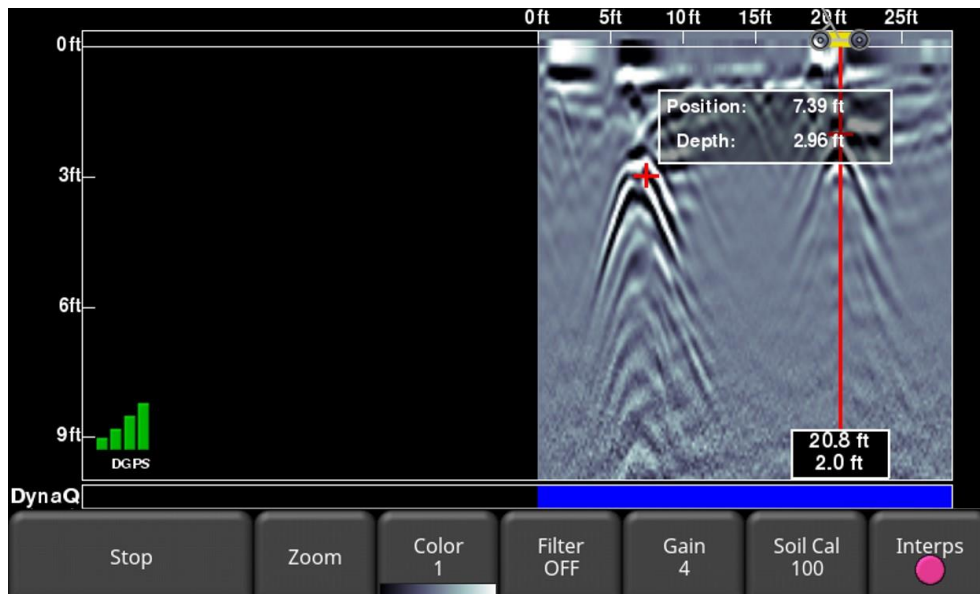 0 ft 5ft 10 ft 15ft 20 ft 25ft
0 ft
Position: 7.39 ft
Depth: 2.96 ft
3ft
6ft
9ft
DGPS
20.8 ft
2.0 ft
DynaQ
Stop
Zoom
Color
1
Filter
OFF
Gain
4
Soil Cal
100
Interps